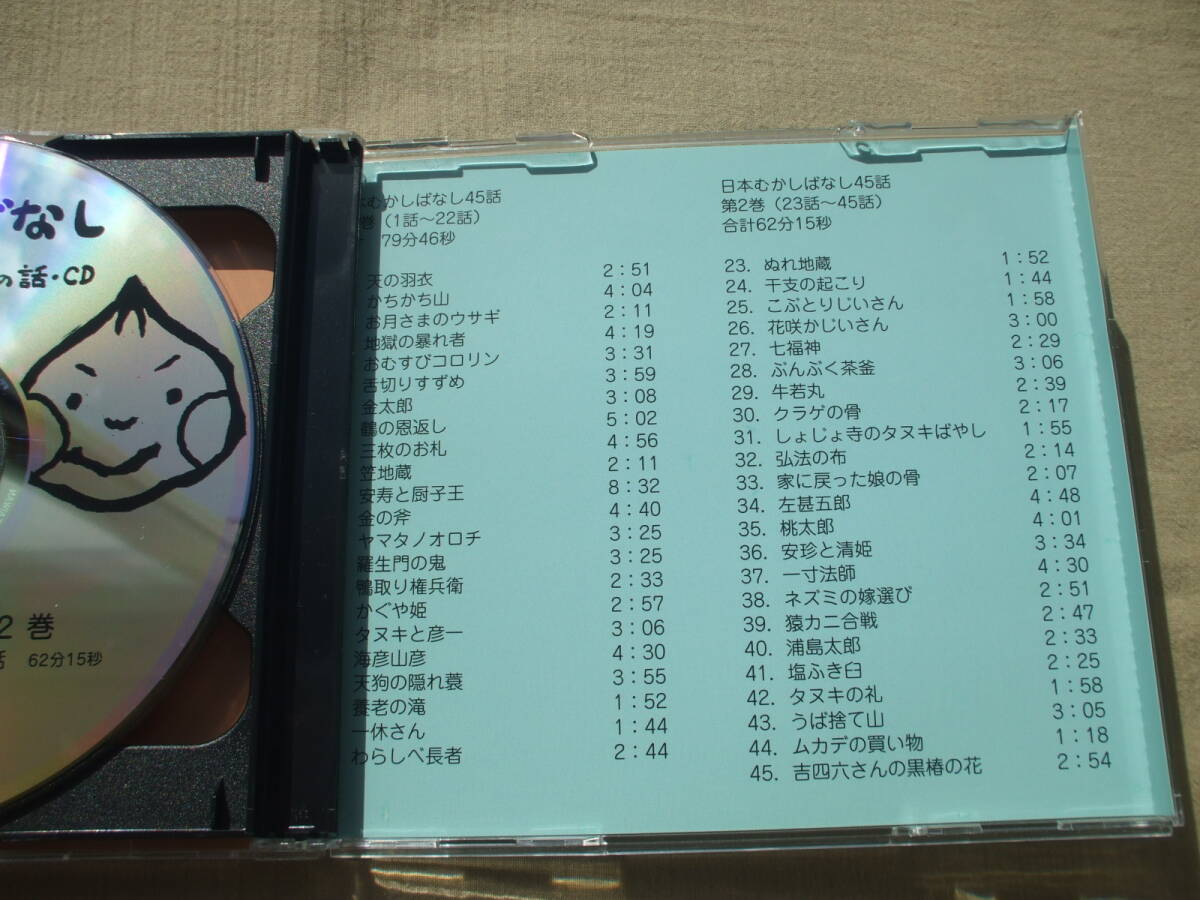 なし
の話・CD
2巻
話 62分15秒
むかしばなし45話
巻（1話～22話）
79分46秒
天の羽衣 2：51
かちかち山 4：04
お月さまのウサギ 2：11
地獄の暴れ者 4：19
おむすびコロリン 3：31
舌切りすずめ 3：59
金太郎 3：08
鶴の恩返し 5：02
三枚のお札 4：56
笠地蔵 2：11
安寿と厨子王 8：32
金の斧 4：40
ヤマタノオロチ 3：25
羅生門の鬼 3：25
鴨取り権兵衛 2：33
かぐや姫 2：57
タヌキと彦一 3：06
海彦山彦 4：30
天狗の隠れ蓑 3：55
養老の滝 1：52
一休さん 1：44
わらしべ長者 2：44
日本むかしばなし45話
第2巻（23話～45話）
合計62分15秒
23．ぬれ地蔵 1：52
24．干支の起こり 1：44
25．こぶとりじいさん 1：58
26．花咲かじいさん 3：00
27．七福神 2：29
28．ぶんぶく茶釜 3：06
29．牛若丸 2：39
30．クラゲの骨 2：17
31．しょじょ寺のタヌキばやし 1：55
32．弘法の布 2：14
33．家に戻った娘の骨 2：07
34．左甚五郎 4：48
35．桃太郎 4：01
36．安珍と清姫 3：34
37．一寸法師 4：30
38．ネズミの嫁選び 2：51
39．猿カニ合戦 2：47
40．浦島太郎 2：33
41．塩ふき臼 2：25
42．タヌキの礼 1：58
43．うば捨て山 3：05
44．ムカデの買い物 1：18
45．吉四六さんの黒椿の花 2：54